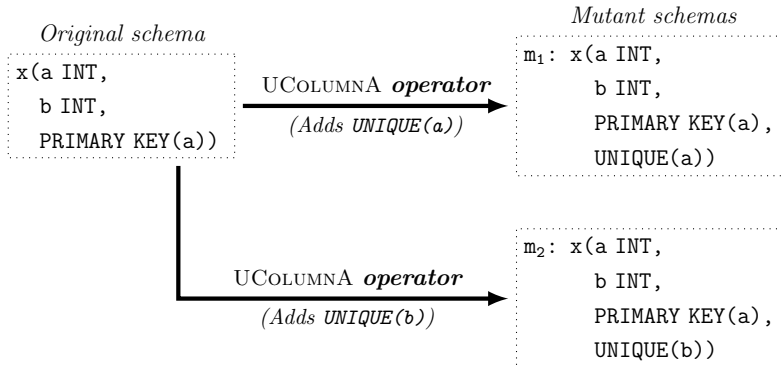 Original schema
x(a INT,
b INT,
PRIMARY KEY(a))
UColumnA operator
(Adds UNIQUE(a))
Mutant schemas
m1: x(a INT,
b INT,
PRIMARY KEY(a),
UNIQUE(a))
UColumnA operator
(Adds UNIQUE(b))
m2: x(a INT,
b INT,
PRIMARY KEY(a),
UNIQUE(b))